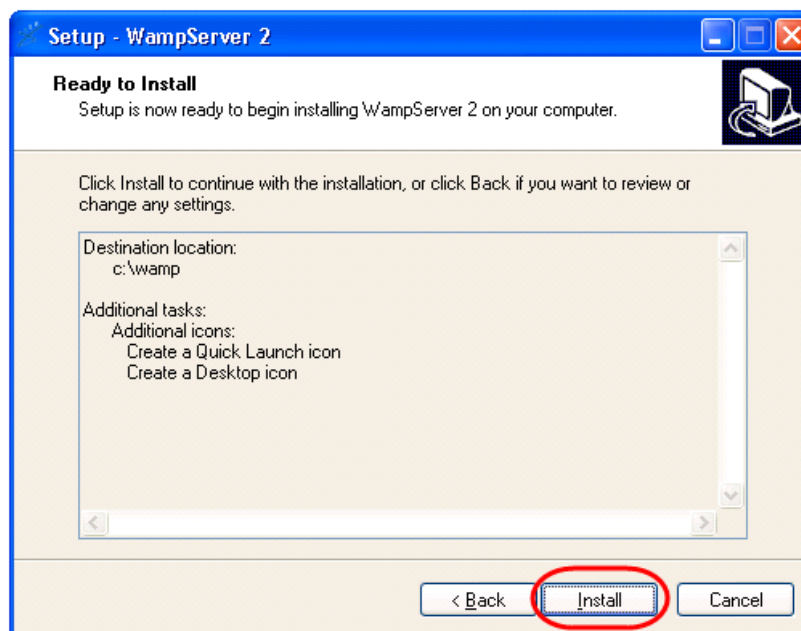 Setup - WampServer 2
Ready to Install
Setup is now ready to begin installing WampServer 2 on your computer.
Click Install to continue with the installation, or click Back if you want to review or
change any settings.
Destination location:
c:\wamp
Additional tasks:
Additional icons:
Create a Quick Launch icon
Create a Desktop icon
< Back
Install
Cancel